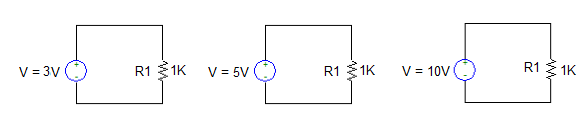 V = 3V R1 1K
V = 5V R1 1K
V = 10V R1 1K